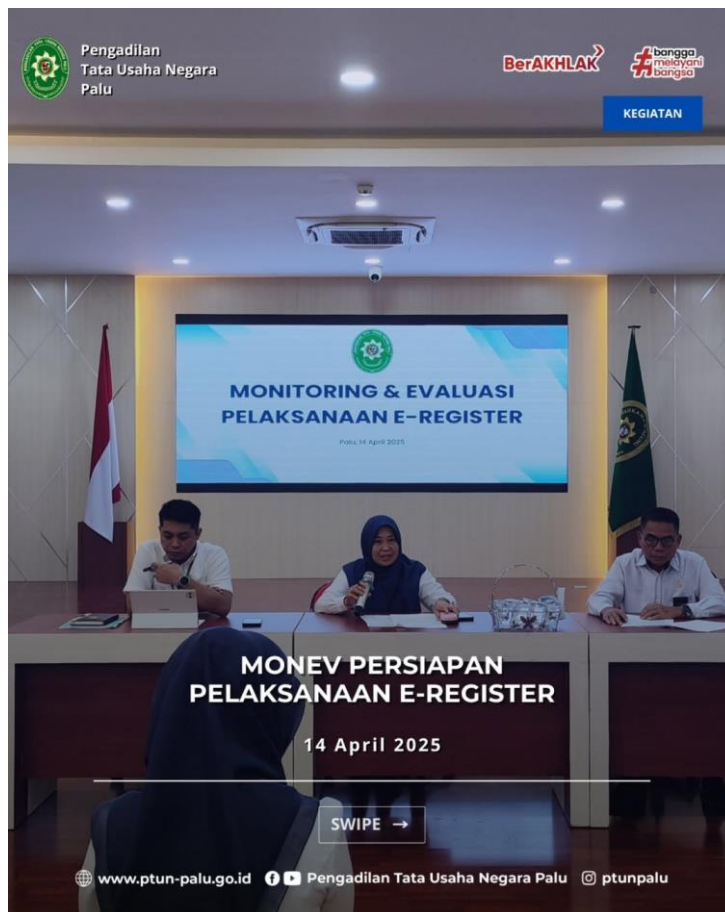 Pengadilan
Tata Usaha Negara
Palu
BerAKHLAK
# bangga
melayani
bangsa
KEGIATAN
MONITORING & EVALUASI
PELAKSANAAN E-REGISTER
Palu, 14 April 2025
MONEV PERSIAPAN
PELAKSANAAN E-REGISTER
14 April 2025
SWIPE →
www.ptun-palu.go.id Pengadilan Tata Usaha Negara Palu ptunpalu